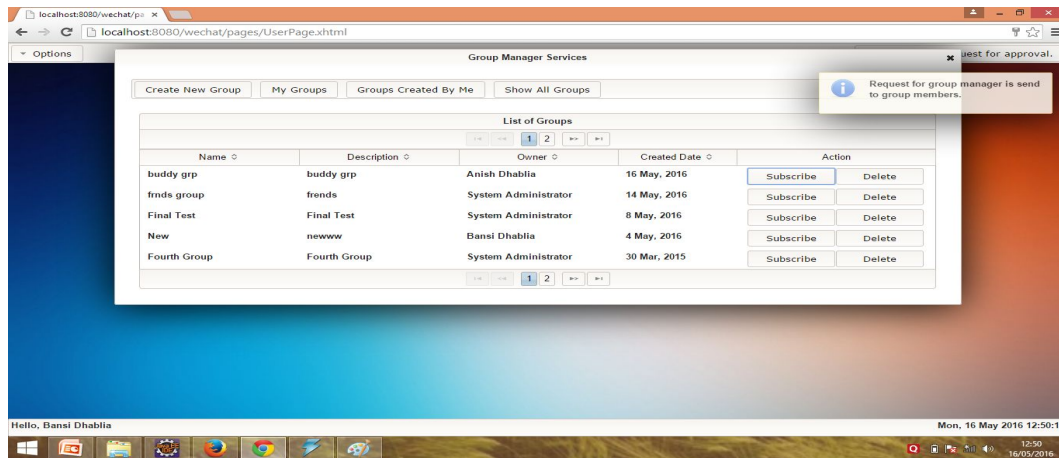 localhost:8080/wechat/pa
localhost:8080/wechat/pages/UserPage.xhtml
Options
uest for approval.
Group Manager Services
Request for group manager is send
to group members.
Create New Group My Groups Groups Created By Me Show All Groups
List of Groups
1 2
Name Description Owner Created Date Action
buddy grp buddy grp Anish Dhablia 16 May, 2016 Subscribe Delete
frnds group frends System Administrator 14 May, 2016 Subscribe Delete
Final Test Final Test System Administrator 8 May, 2016 Subscribe Delete
New newww Bansi Dhablia 4 May, 2016 Subscribe Delete
Fourth Group Fourth Group System Administrator 30 Mar, 2015 Subscribe Delete
1 2
Hello, Bansi Dhablia Mon, 16 May 2016 12:50:1
12:50
16/05/2016